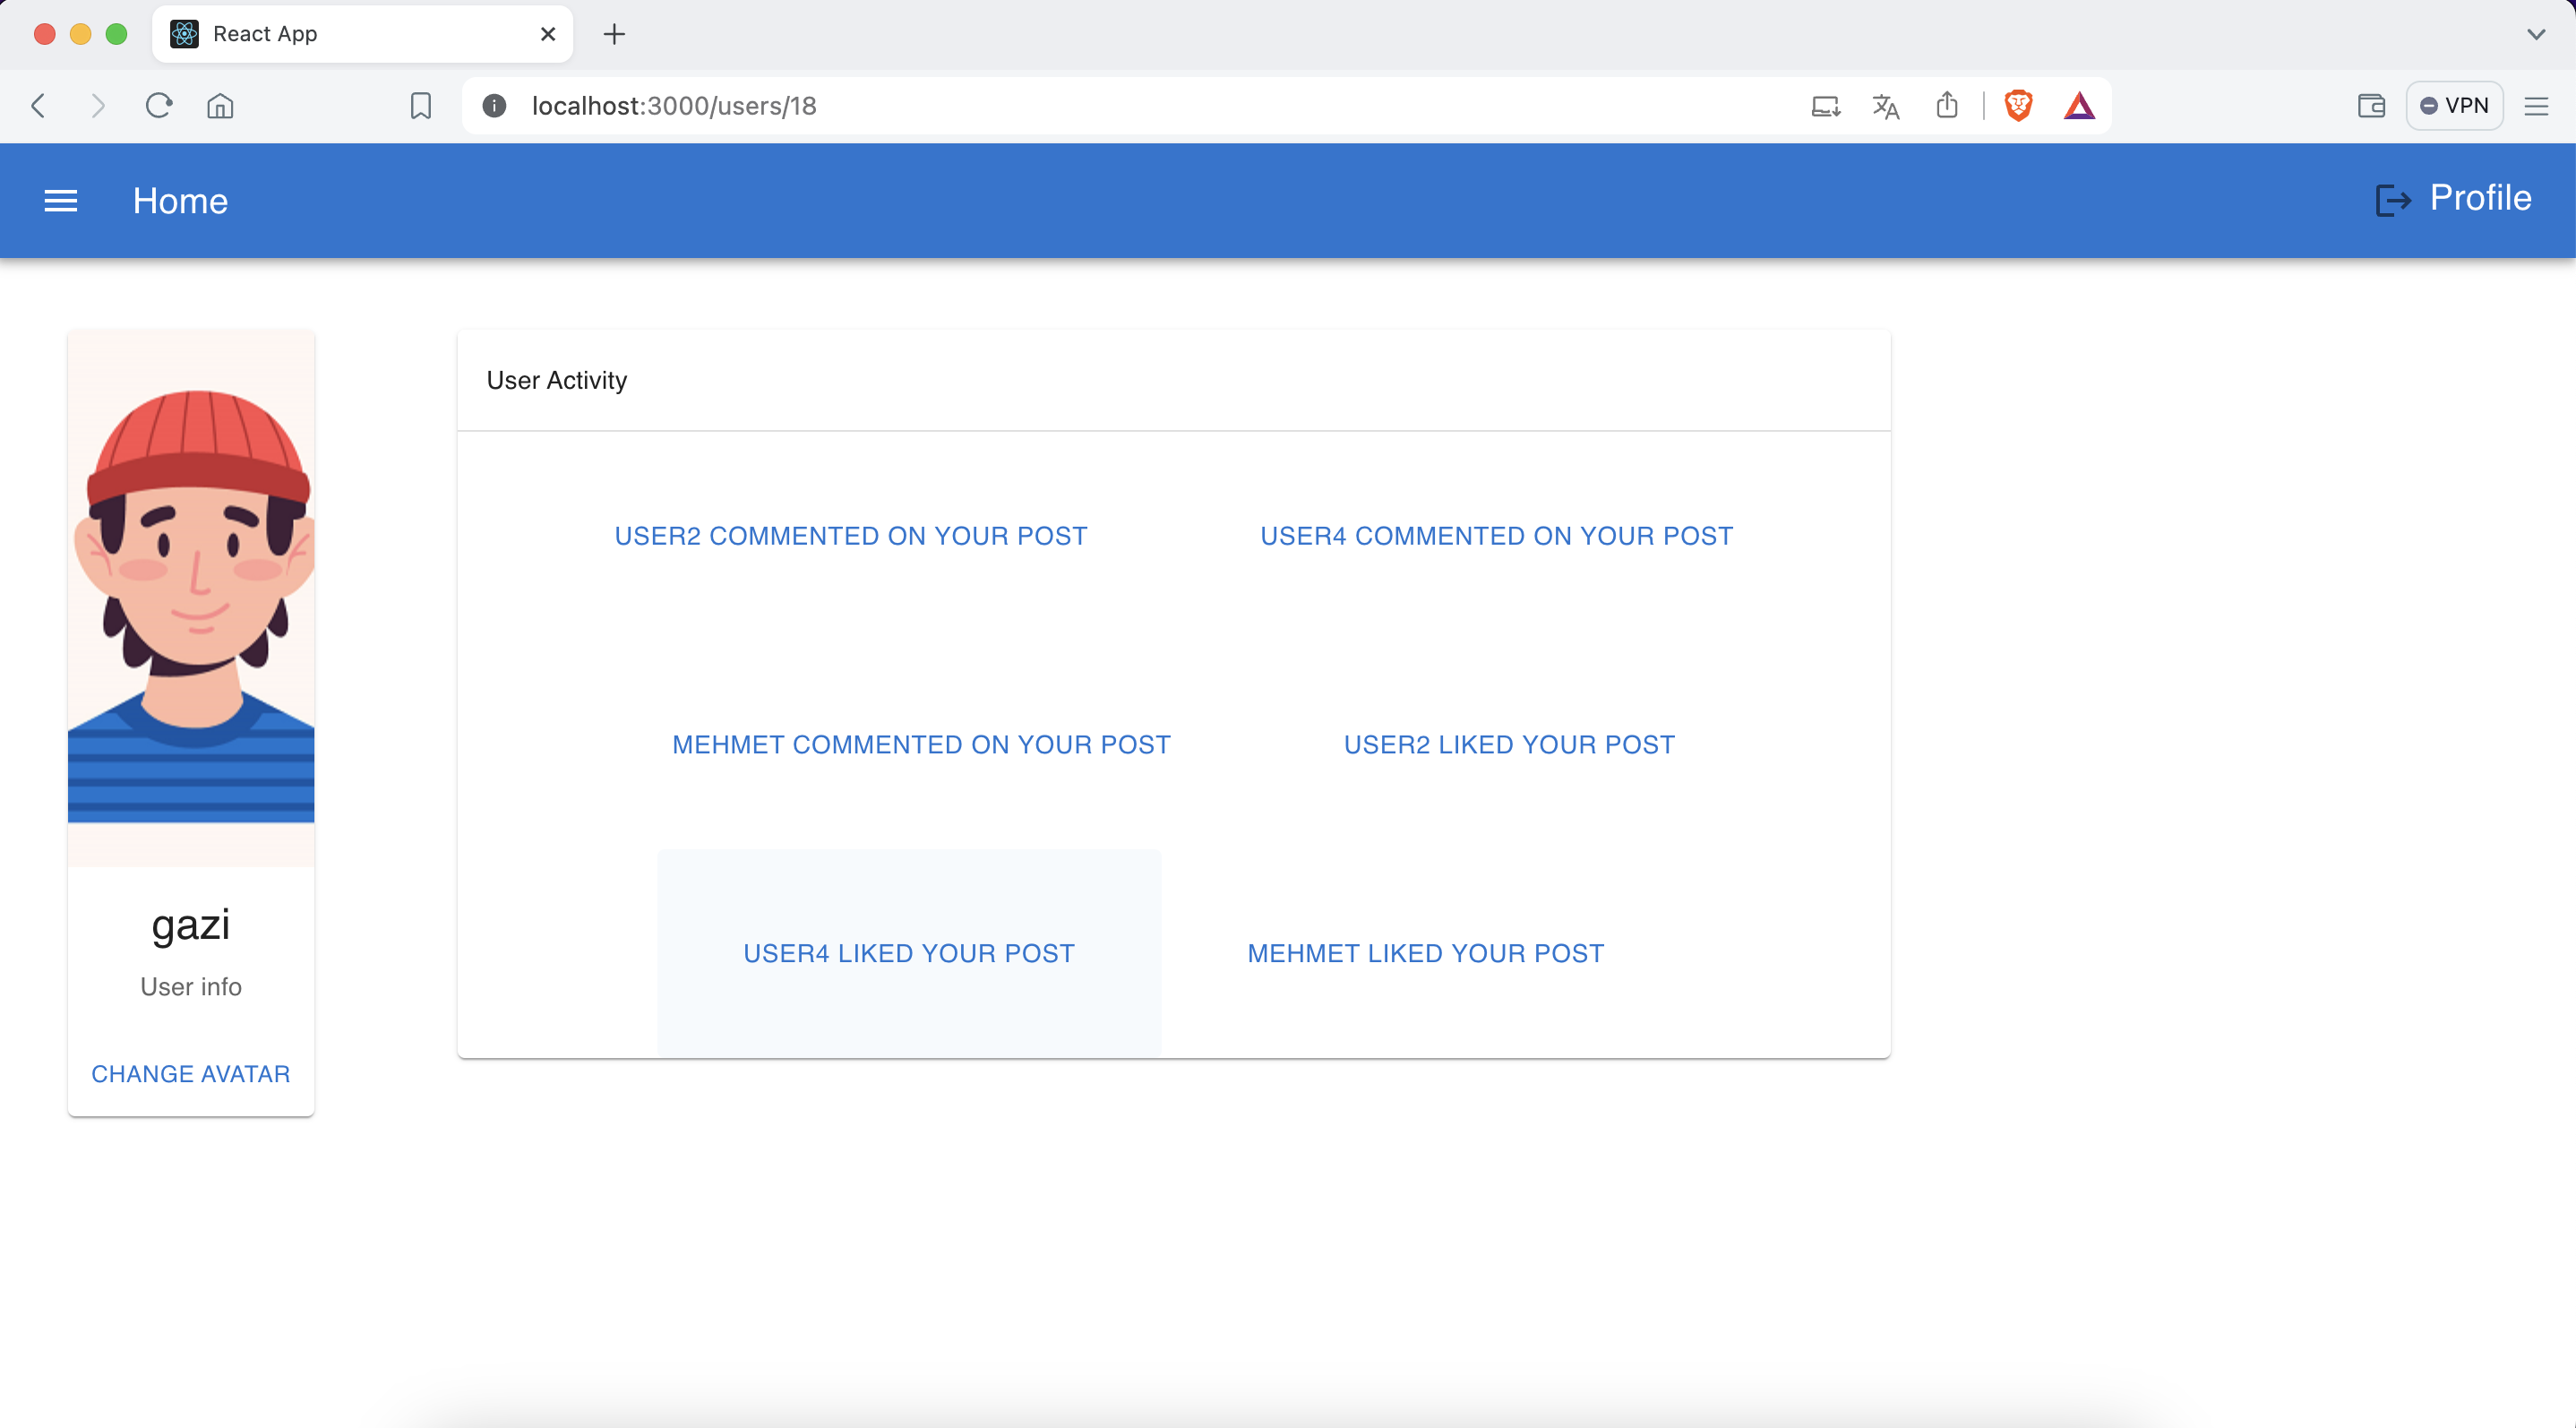 React App
localhost:3000/users/18
VPN
Home
Profile
User Activity
USER2 COMMENTED ON YOUR POST
USER4 COMMENTED ON YOUR POST
MEHMET COMMENTED ON YOUR POST
USER2 LIKED YOUR POST
USER4 LIKED YOUR POST
MEHMET LIKED YOUR POST
gazi
User info
CHANGE AVATAR